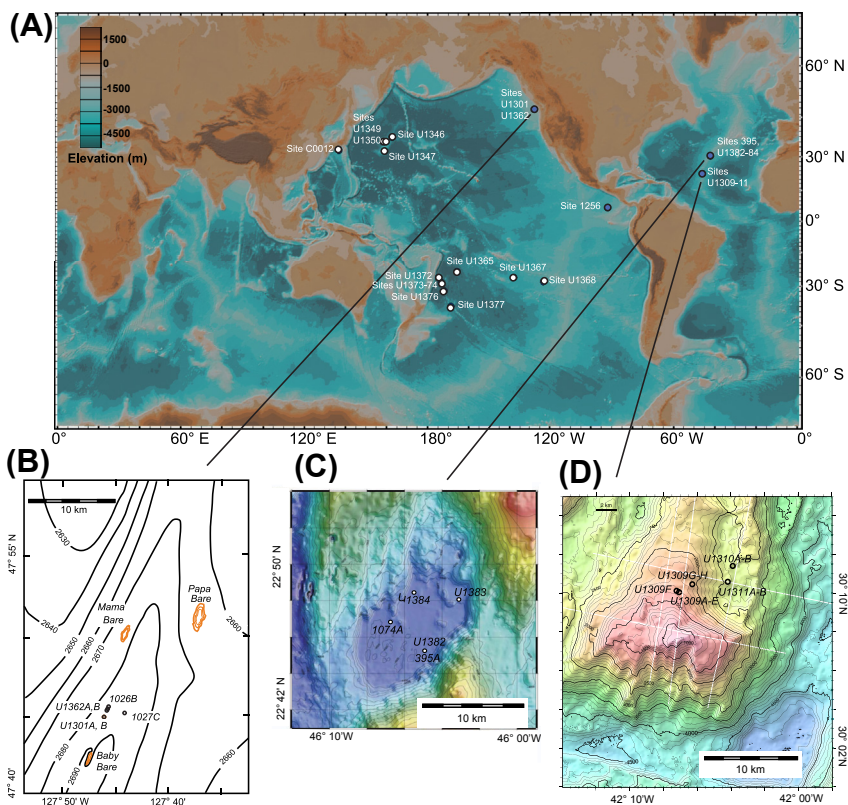 (A)
1500
0
-1500
-3000
-4500
Elevation (m)
Sites
U1349
U1350
Site U1346
Site C0012
Site U1347
Sites
U1301
U1362
Sites 395,
U1382-84
Sites
U1309-11
Site 1256
Site U1365
Site U1372
Sites U1373-74
Site U1376
Site U1367
Site U1368
Site U1377
60° N
30° N
0°
30° S
60° S
0°
60° E
120° E
180°
120° W
60° W
0°
(B)
10 km
2630
2640
2650
2660
2670
2680
2690
2660
2660
47° 55' N
47° 40'
Papa
Bare
Mama
Bare
U1362A,B
1026B
U1301A, B
1027C
Baby
Bare
127° 50' W
127° 40'
(C)
22° 50' N
22° 42' N
U1384
U1383
1074A
U1382
395A
10 km
46° 10'W
46° 00' W
(D)
2 km
U1310A-B
U1309G-H
U1309F
U1311A-B
U1309A-E
30° 10'N
30° 02'N
10 km
42° 10'W
42° 00' W